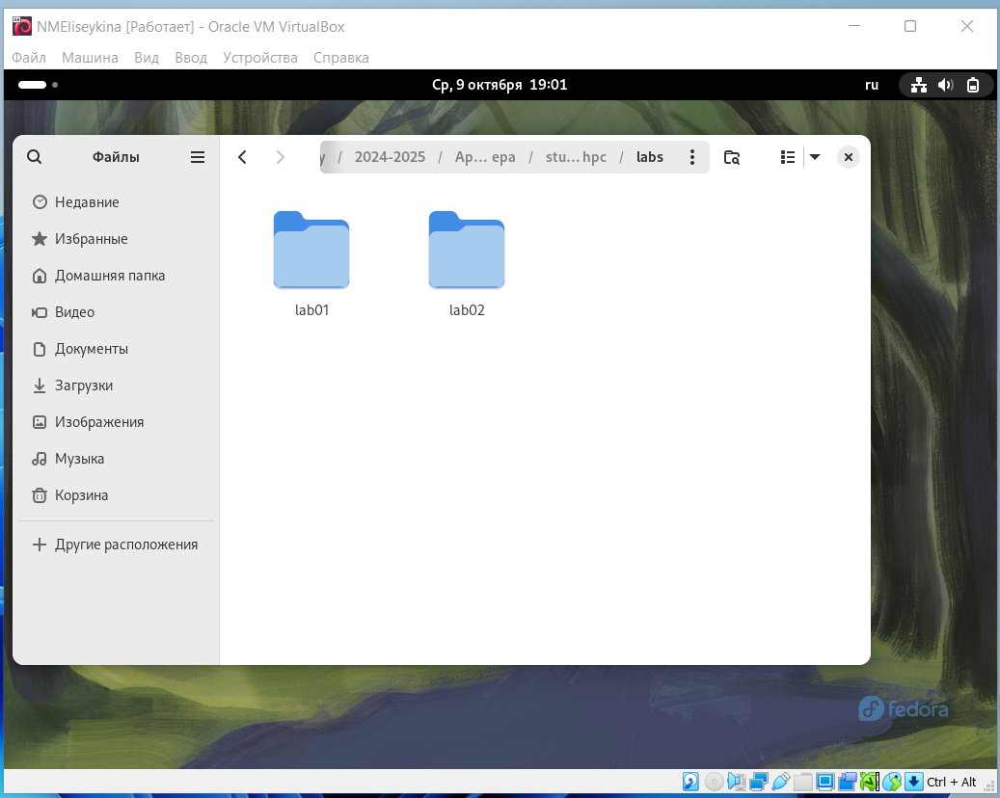 NMEliseykina [Работает] - Oracle VM VirtualBox
Файл Машина Вид Ввод Устройства Справка
Ср, 9 октября 19:01
ru
Файлы
y / 2024-2025 / Ар… ера / stu…hpc / labs
Недавние
Избранные
Домашняя папка
Видео
Документы
Загрузки
Изображения
Музыка
Корзина
Другие расположения
lab01
lab02
fedora
Ctrl + Alt